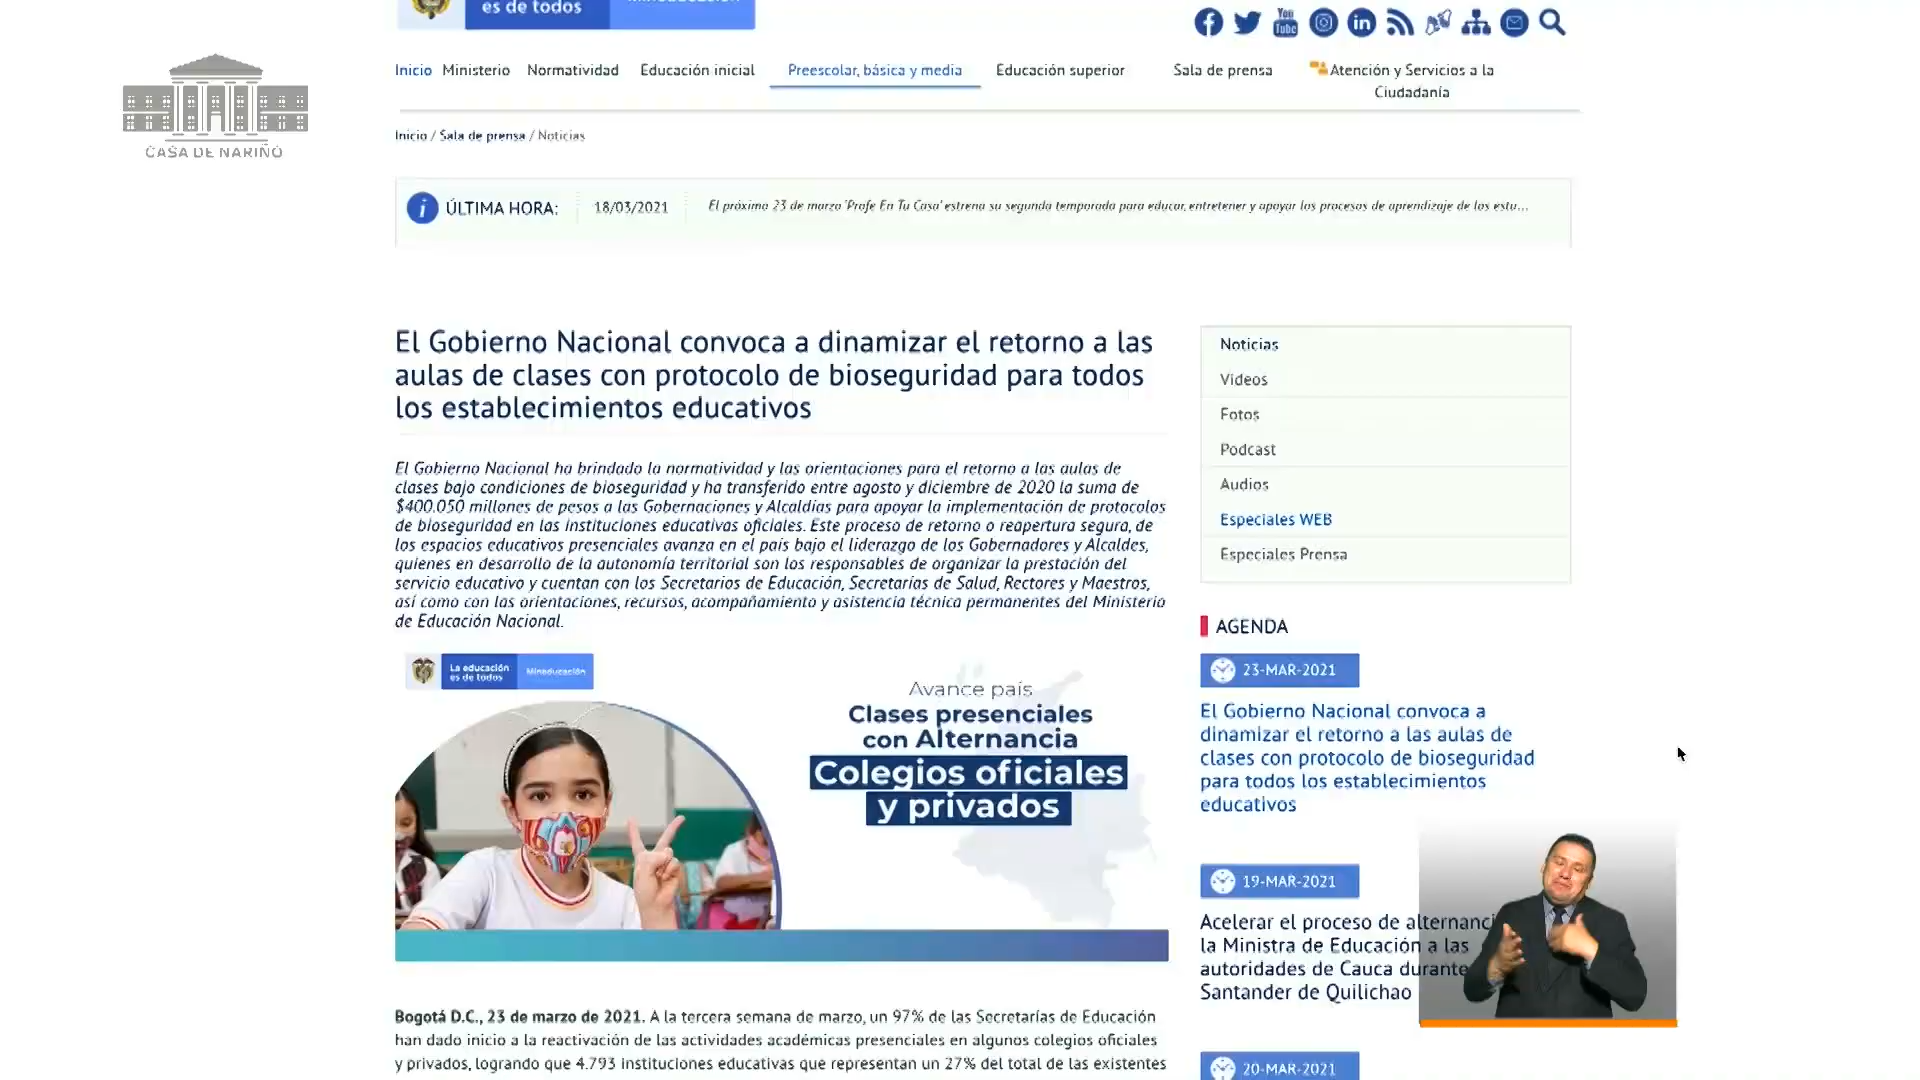 es de todos
Mineducación
You
Tube
in
CASA DE NARIÑO
Inicio Ministerio Normatividad Educación inicial Preescolar, básica y media Educación superior Sala de prensa Atención y Servicios a la
Ciudadanía
Inicio / Sala de prensa / Noticias
ÚLTIMA HORA: 18/03/2021 El próximo 23 de marzo 'Profe En Tu Casa' estrena su segunda temporada para educar, entretener y apoyar los procesos de aprendizaje de los estu...
El Gobierno Nacional convoca a dinamizar el retorno a las
aulas de clases con protocolo de bioseguridad para todos
los establecimientos educativos
El Gobierno Nacional ha brindado la normatividad y las orientaciones para el retorno a las aulas de
clases bajo condiciones de bioseguridad y ha transferido entre agosto y diciembre de 2020 la suma de
$400.050 millones de pesos a las Gobernaciones y Alcaldías para apoyar la implementación de protocolos
de bioseguridad en las instituciones educativas oficiales. Este proceso de retorno o reapertura segura, de
los espacios educativos presenciales avanza en el país bajo el liderazgo de los Gobernadores y Alcaldes,
quienes en desarrollo de la autonomía territorial son los responsables de organizar la prestación del
servicio educativo y cuentan con los Secretarios de Educación, Secretarías de Salud, Rectores y Maestros,
así como con las orientaciones, recursos, acompañamiento y asistencia técnica permanentes del Ministerio
de Educación Nacional.
La educación
es de todos
Mineducación
Avance país
Clases presenciales
con Alternancia
Colegios oficiales
y privados
Bogotá D.C., 23 de marzo de 2021. A la tercera semana de marzo, un 97% de las Secretarías de Educación
han dado inicio a la reactivación de las actividades académicas presenciales en algunos colegios oficiales
y privados, logrando que 4.793 instituciones educativas que representan un 27% del total de las existentes
Noticias
Videos
Fotos
Podcast
Audios
Especiales WEB
Especiales Prensa
AGENDA
23-MAR-2021
El Gobierno Nacional convoca a
dinamizar el retorno a las aulas de
clases con protocolo de bioseguridad
para todos los establecimientos
educativos
19-MAR-2021
Acelerar el proceso de alternanci
la Ministra de Educación a las
autoridades de Cauca durante
Santander de Quilichao
20-MAR-2021